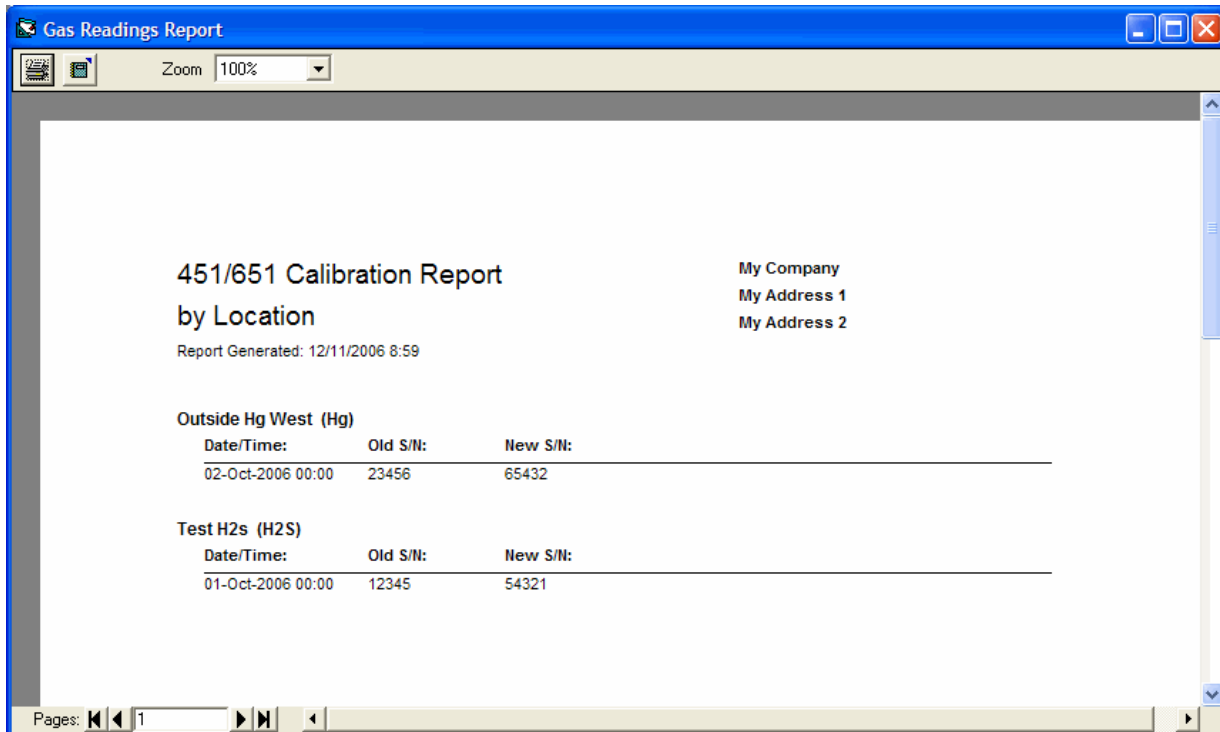 Gas Readings Report
Zoom 100%
451/651 Calibration Report
by Location
Report Generated: 12/11/2006 8:59
My Company
My Address 1
My Address 2
Outside Hg West (Hg)
Date/Time: Old S/N: New S/N:
02-Oct-2006 00:00 23456 65432
Test H2s (H2S)
Date/Time: Old S/N: New S/N:
01-Oct-2006 00:00 12345 54321
Pages: 1